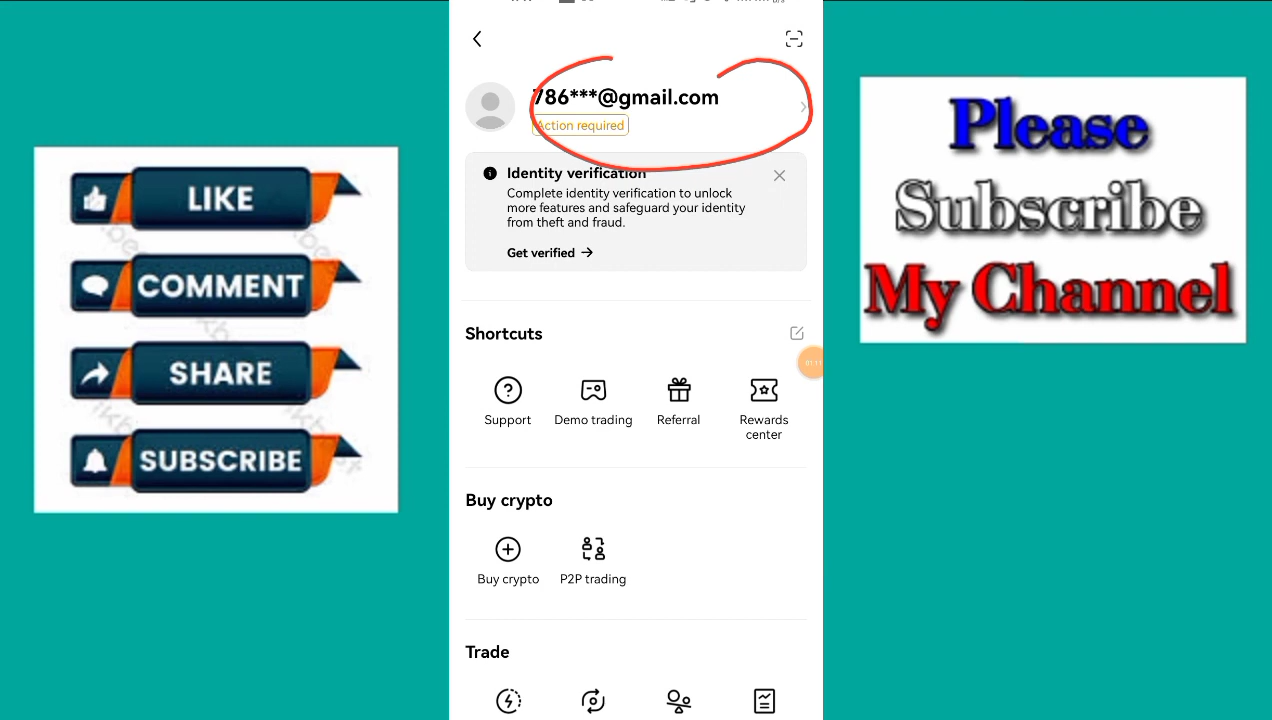 LIKE
COMMENT
SHARE
SUBSCRIBE
786***@gmail.com
Action required
Identity verification
Complete identity verification to unlock
more features and safeguard your identity
from theft and fraud.
Get verified →
Shortcuts
01:11
Support
Demo trading
Referral
Rewards
center
Buy crypto
Buy crypto
P2P trading
Trade
Please
Subscribe
My Channel